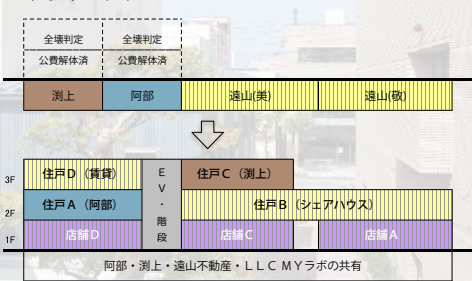 全壊判定 全壊判定
公費解体済 公費解体済
渕上 阿部 遠山(美) 遠山(敬)
3F 住戸D（賃貸） EV・階段 住戸C（渕上）
2F 住戸A（阿部） 住戸B（シェアハウス）
1F 店舗D 店舗C 店舗A
阿部・渕上・遠山不動産・LLC MYラボの共有